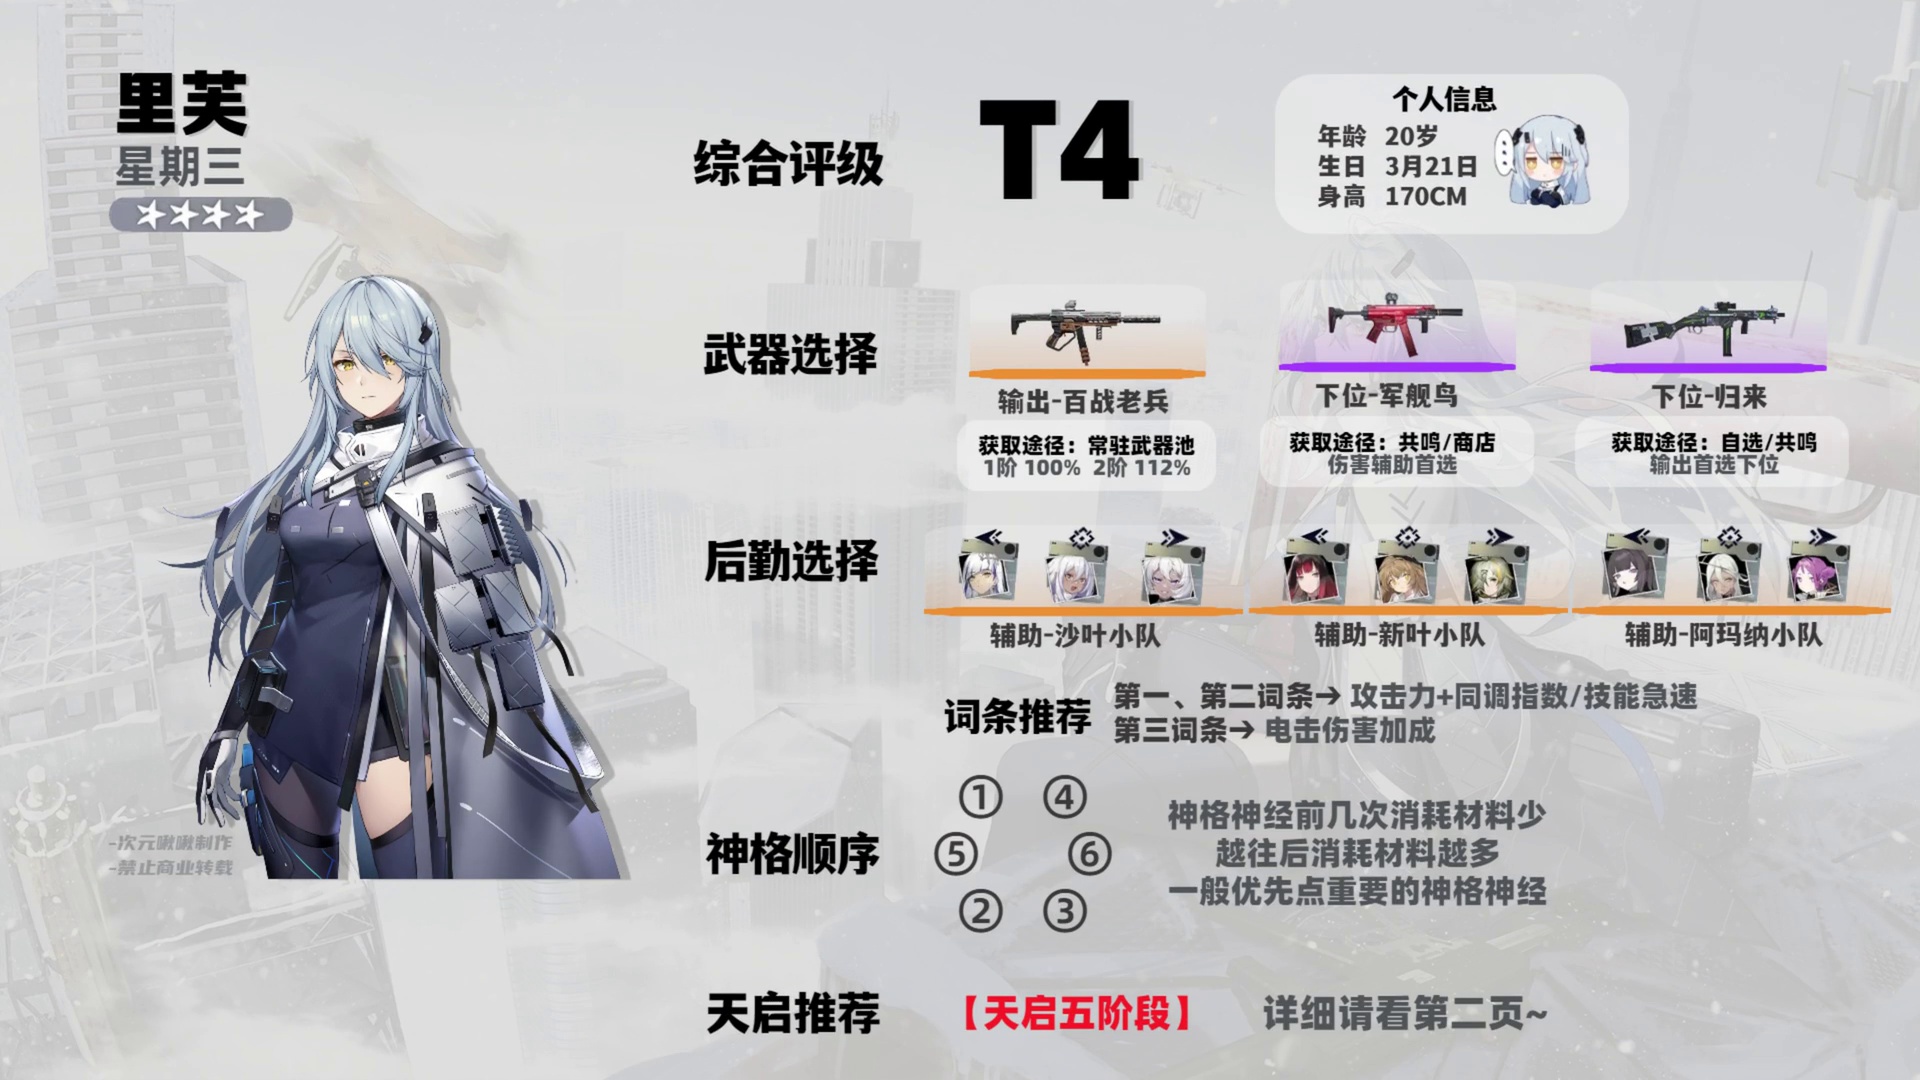 里芙
星期三
综合评级
T4
个人信息
年龄 20岁
生日 3月21日
身高 170CM
武器选择
输出-百战老兵
获取途径：常驻武器池
1阶 100% 2阶 112%
下位-军舰鸟
获取途径：共鸣/商店
伤害辅助首选
下位-归来
获取途径：自选/共鸣
输出首选下位
后勤选择
辅助-沙叶小队
辅助-新叶小队
辅助-阿玛纳小队
词条推荐
第一、第二词条→ 攻击力+同调指数/技能急速
第三词条→ 电击伤害加成
神格顺序
① ④
⑤ ⑥
② ③
神格神经前几次消耗材料少
越往后消耗材料越多
一般优先点重要的神格神经
天启推荐
【天启五阶段】
详细请看第二页~
-次元啾啾制作
-禁止商业转载